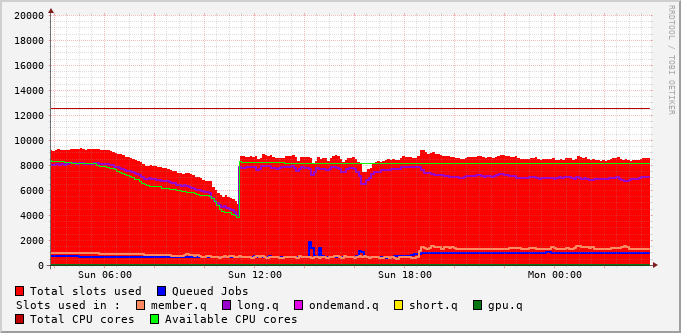 20000
18000
16000
14000
12000
10000
8000
6000
4000
2000
0
Sun 06:00 Sun 12:00 Sun 18:00 Mon 00:00
RRDTOOL / TOBI OETIKER
Total slots used Queued Jobs
Slots used in : member.q long.q ondemand.q short.q gpu.q
Total CPU cores Available CPU cores